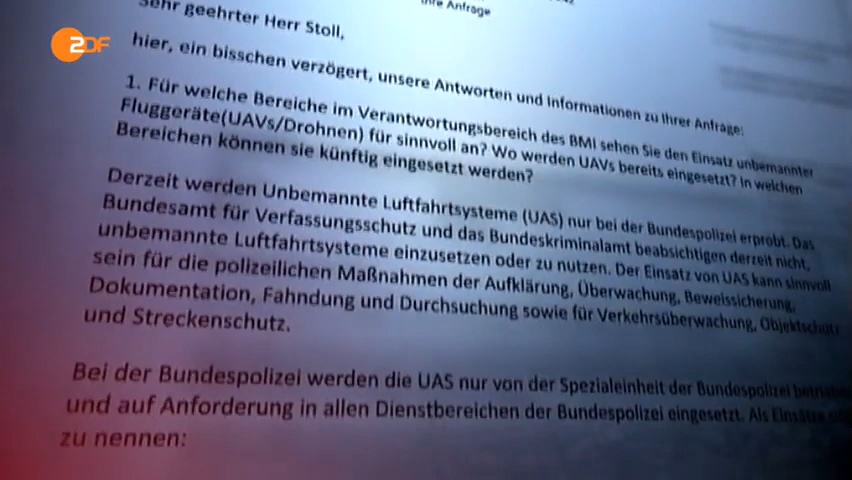 Ihre Anfrage
Sehr geehrter Herr Stoll,
ZDF
hier, ein bisschen verzögert, unsere Antworten und Informationen zu Ihrer Anfrage:
1. Für welche Bereiche im Verantwortungsbereich des BMI sehen Sie den Einsatz unbemannter
Fluggeräte(UAVs/Drohnen) für sinnvoll an? Wo werden UAVs bereits eingesetzt? In welchen
Bereichen können sie künftig eingesetzt werden?
Derzeit werden Unbemannte Luftfahrtsysteme (UAS) nur bei der Bundespolizei erprobt. Das
Bundesamt für Verfassungsschutz und das Bundeskriminalamt beabsichtigen derzeit nicht,
unbemannte Luftfahrtsysteme einzusetzen oder zu nutzen. Der Einsatz von UAS kann sinnvoll
sein für die polizeilichen Maßnahmen der Aufklärung, Überwachung, Beweissicherung,
Dokumentation, Fahndung und Durchsuchung sowie für Verkehrsüberwachung, Objektschutz
und Streckenschutz.
Bei der Bundespolizei werden die UAS nur von der Spezialeinheit der Bundespolizei betrieben
und auf Anforderung in allen Dienstbereichen der Bundespolizei eingesetzt. Als Einsätze
zu nennen: